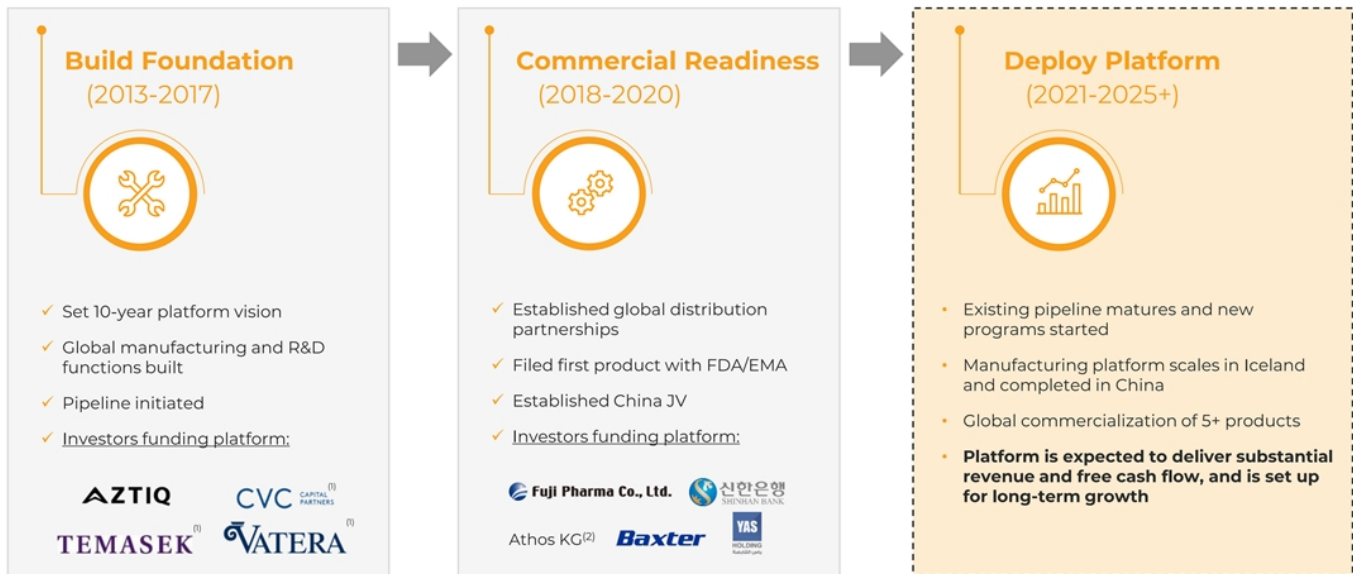 Build Foundation
(2013-2017)
✓ Set 10-year platform vision
✓ Global manufacturing and R&D
functions built
✓ Pipeline initiated
✓ Investors funding platform:
AZTIQ
CVC CAPITAL
PARTNERS (1)
TEMASEK (1)
VATERA (1)
Commercial Readiness
(2018-2020)
✓ Established global distribution
partnerships
✓ Filed first product with FDA/EMA
✓ Established China JV
✓ Investors funding platform:
Fuji Pharma Co., Ltd.
신한은행
SHINHAN BANK
Athos KG(2)
Baxter
YAS
HOLDING
Deploy Platform
(2021-2025+)
• Existing pipeline matures and new
programs started
• Manufacturing platform scales in Iceland
and completed in China
• Global commercialization of 5+ products
• Platform is expected to deliver substantial
revenue and free cash flow, and is set up
for long-term growth